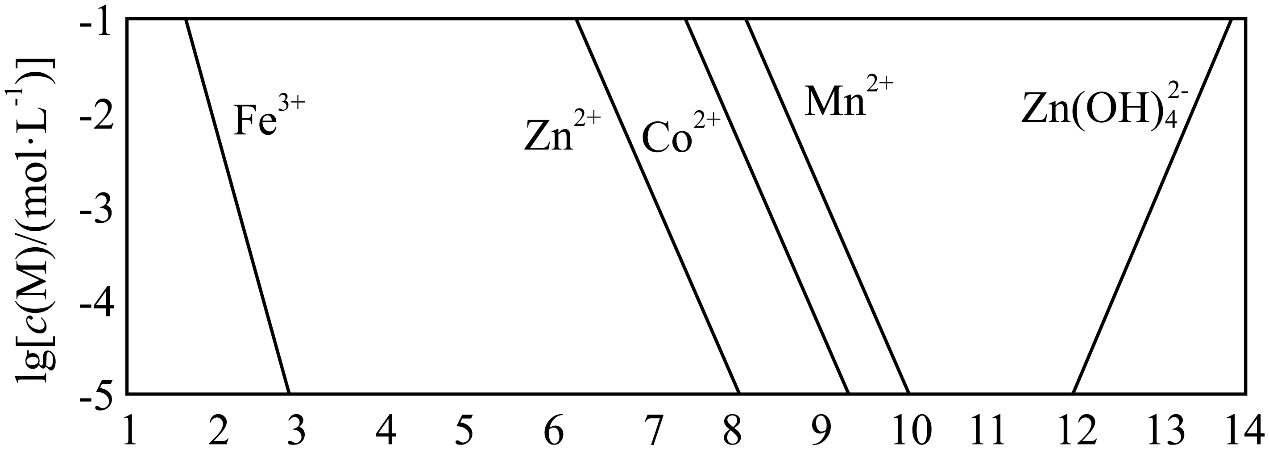 lg[c(M)/(mol·L⁻¹)]
-1
-2
-3
-4
-5
Fe³⁺
Zn²⁺
Co²⁺
Mn²⁺
Zn(OH)₄²⁻
1 2 3 4 5 6 7 8 9 10 11 12 13 14